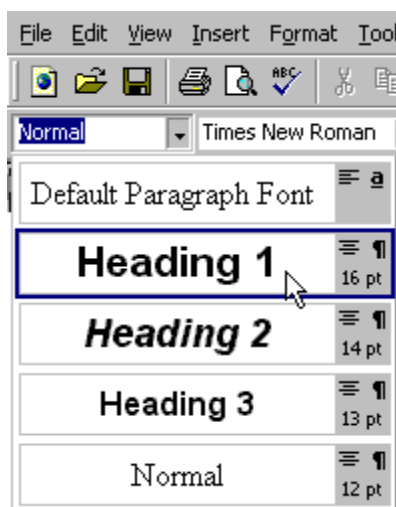 File Edit View Insert Format Tool
ABC
Normal Times New Roman
Default Paragraph Font a
Heading 1 ¶
16 pt
Heading 2 ¶
14 pt
Heading 3 ¶
13 pt
Normal ¶
12 pt